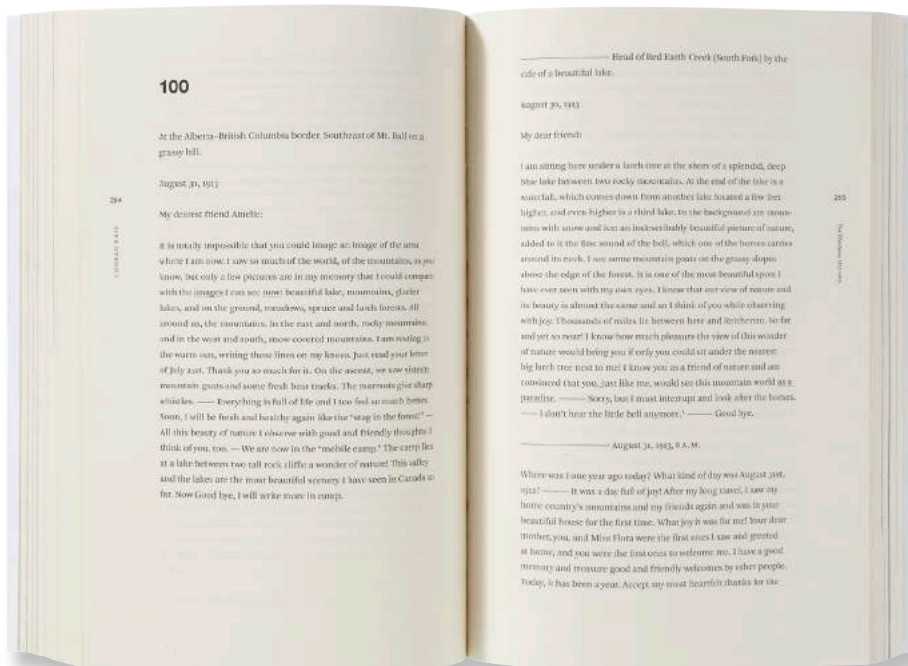 100
At the Alberta–British Columbia border. Southeast of Mt. Ball on a
grassy hill.
August 30, 1913
264
My dearest friend Amelie:
CONRAD KAIN
It is totally impossible that you could image an image of the area
where I am now. I saw so much of the world, of the mountains, as you
know, but only a few pictures are in my memory that I could compare
with the images I can see now: beautiful lake, mountains, glacier
lakes, and on the ground, meadows, spruce and larch forests. All
around us, the mountains. In the east and north, rocky mountains;
and in the west and south, snow covered mountains. I am resting in
the warm sun, writing these lines on my knees. Just read your letter
of July 21st. Thank you so much for it. On the ascent, we saw sixteen
mountain goats and some fresh bear tracks. The marmots give sharp
whistles. —— Everything is full of life and I too feel so much better.
Soon, I will be fresh and healthy again like the "stag in the forest!" —
All this beauty of nature I observe with good and friendly thoughts. I
think of you, too. — We are now in the "mobile camp." The camp lies
at a lake between two tall rock cliffs: a wonder of nature! This valley
and the lakes are the most beautiful scenery I have seen in Canada so
far. Now Good bye, I will write more in camp.
——— Head of Red Earth Creek (South Fork) by the
side of a beautiful lake.
August 30, 1913
My dear friend:
I am sitting here under a larch tree at the shore of a splendid, deep
blue lake between two rocky mountains. At the end of the lake is a
waterfall, which comes down from another lake located a few feet
higher, and even higher is a third lake. In the background are moun-
tains with snow and ice; an indescribably beautiful picture of nature,
added to it the fine sound of the bell, which one of the horses carries
around its neck. I see some mountain goats on the grassy slopes
above the edge of the forest. It is one of the most beautiful spots I
have ever seen with my own eyes. I know that our view of nature and
its beauty is almost the same and so I think of you while observing
with joy. Thousands of miles lie between here and Reichenau. So far
and yet so near! I know how much pleasure the view of this wonder
of nature would bring you if only you could sit under the nearest
big larch tree next to me! I know you as a friend of nature and am
convinced that you, just like me, would see this mountain world as a
paradise. —— Sorry, but I must interrupt and look after the horses.
— I don't hear the little bell anymore.' —— Good bye.
——— August 31, 1913, 8 A.M.
Where was I one year ago today? What kind of day was August 31st,
1912? —— It was a day full of joy! After my long travel, I saw my
home country's mountains and my friends again and was in your
beautiful house for the first time. What joy it was for me! Your dear
mother, you, and Miss Flora were the first ones I saw and greeted
at home, and you were the first ones to welcome me. I have a good
memory and treasure good and friendly welcomes by other people.
Today, it has been a year. Accept my most heartfelt thanks for the
265